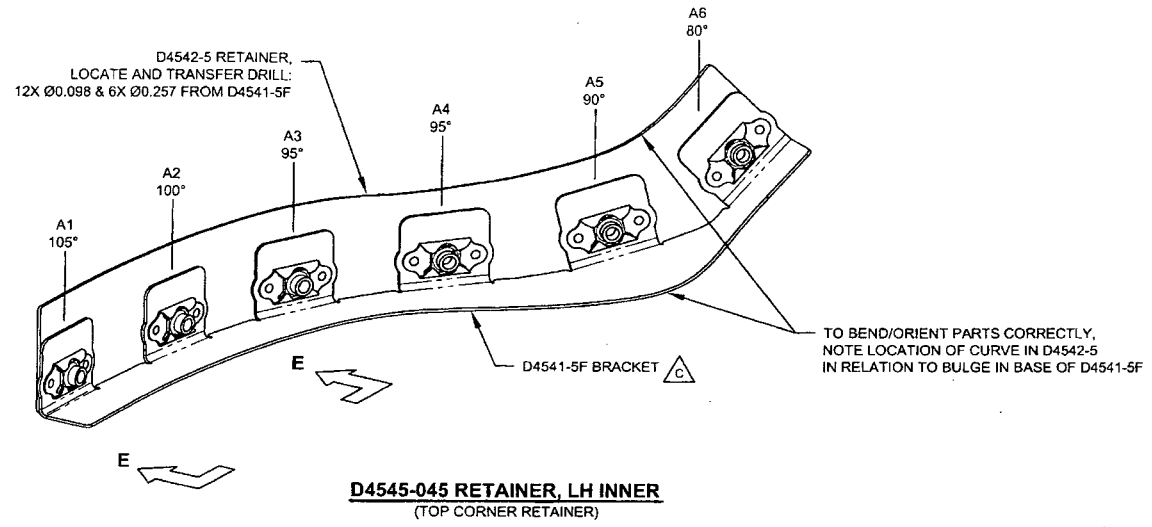 A6
80°
D4542-5 RETAINER,
LOCATE AND TRANSFER DRILL:
12X Ø0.098 & 6X Ø0.257 FROM D4541-5F
A5
90°
A4
95°
A3
95°
A2
100°
A1
105°
TO BEND/ORIENT PARTS CORRECTLY,
NOTE LOCATION OF CURVE IN D4542-5
IN RELATION TO BULGE IN BASE OF D4541-5F
E
D4541-5F BRACKET C
E
D4545-045 RETAINER, LH INNER
(TOP CORNER RETAINER)